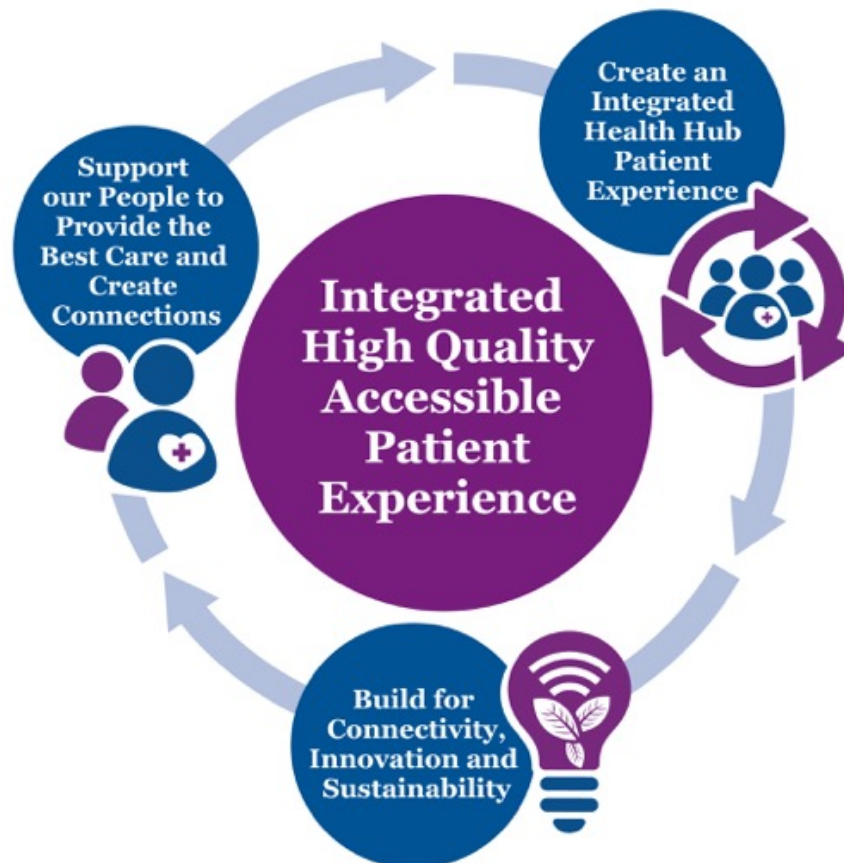 Create an
Integrated
Health Hub
Patient
Experience
Support
our People to
Provide the
Best Care and
Create
Connections
Integrated
High Quality
Accessible
Patient
Experience
Build for
Connectivity,
Innovation and
Sustainability